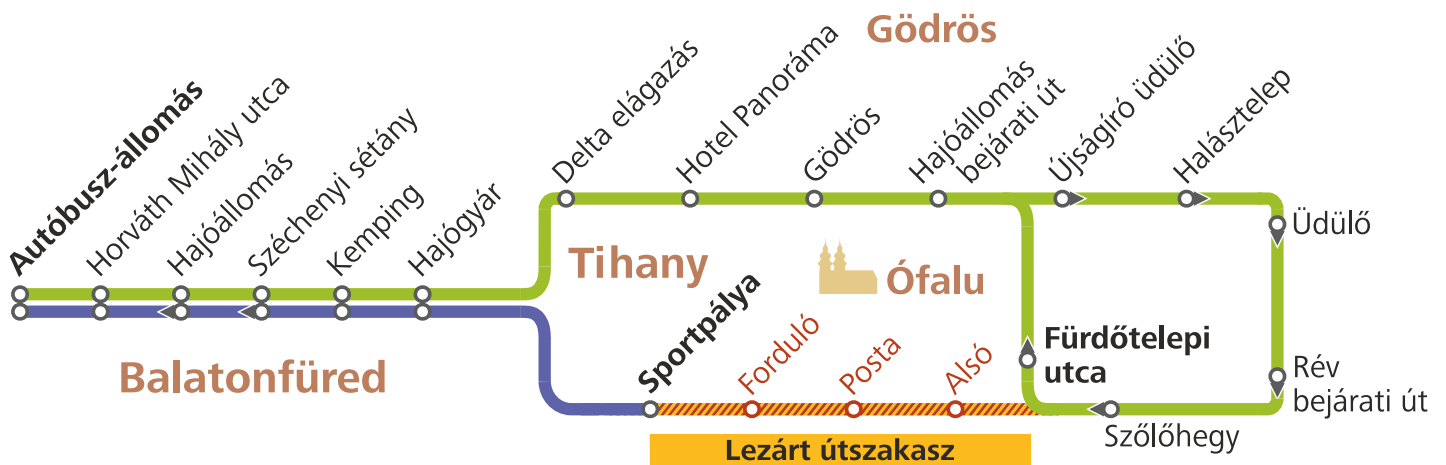 Gödrös
Autóbusz-állomás
Horváth Mihály utca
Hajóállomás
Széchenyi sétány
Kemping
Hajógyár
Delta elágazás
Hotel Panoráma
Gödrös
Hajóállomás
bejárati út
Újságíró üdülő
Halásztelep
Üdülő
Tihany
Ófalu
Balatonfüred
Sportpálya
Forduló
Posta
Alsó
Fürdőtelepi
utca
Rév
bejárati út
Szőlőhegy
Lezárt útszakasz